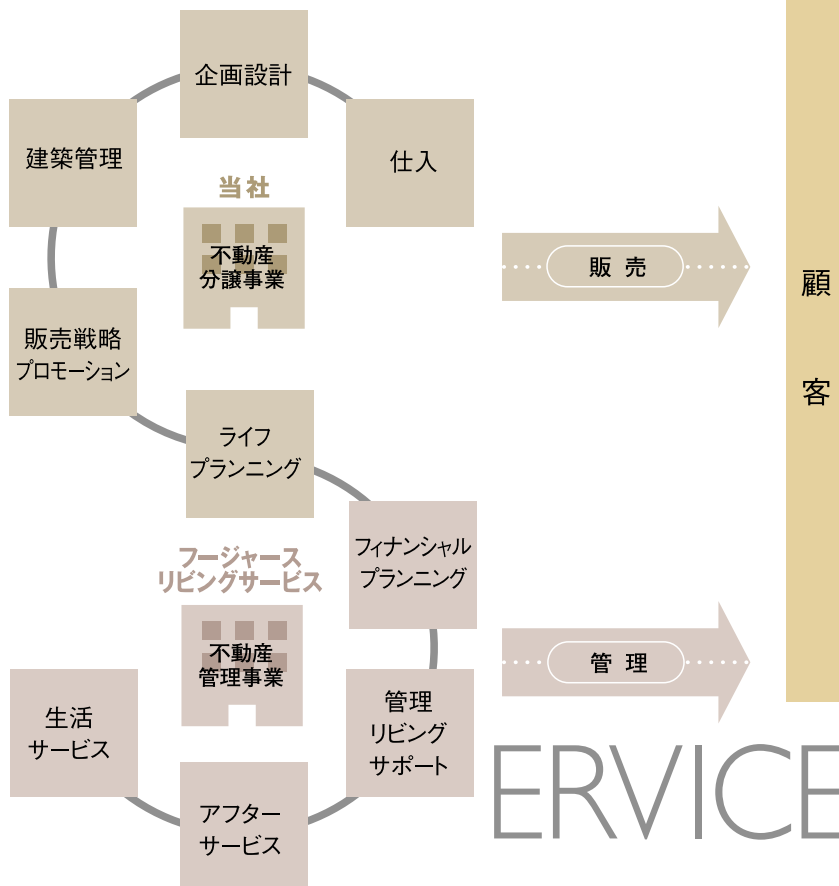 企画設計
建築管理
仕入
当社
不動産
分譲事業
販売
顧客
販売戦略
プロモーション
ライフ
プランニング
フィナンシャル
プランニング
フージャース
リビングサービス
不動産
管理事業
管理
生活
サービス
管理
リビング
サポート
アフター
サービス
ERVICE